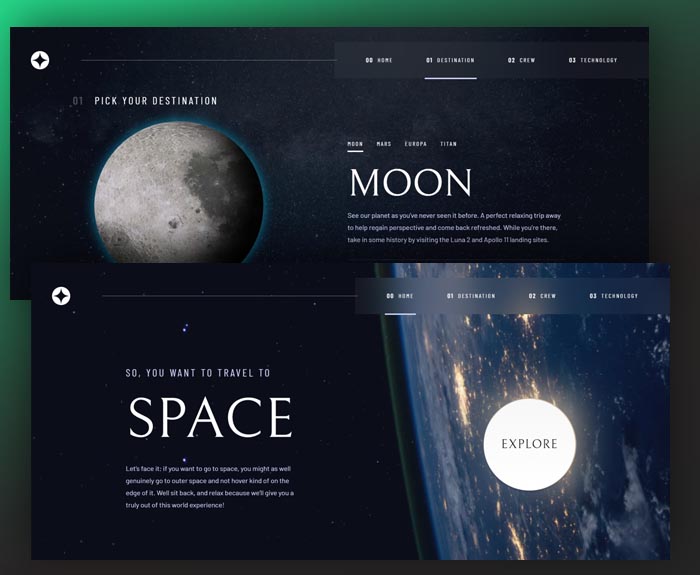 00 HOME
01 DESTINATION
02 CREW
03 TECHNOLOGY
01 PICK YOUR DESTINATION
MOON
MARS
EUROPA
TITAN
MOON
See our planet as you've never seen it before. A perfect relaxing trip away
to help regain perspective and come back refreshed. While you're there,
take in some history by visiting the Luna 2 and Apollo 11 landing sites.
00 HOME
01 DESTINATION
02 CREW
03 TECHNOLOGY
SO, YOU WANT TO TRAVEL TO
SPACE
Let's face it; if you want to go to space, you might as well
genuinely go to outer space and not hover kind of on the
edge of it. Well sit back, and relax because we'll give you a
truly out of this world experience!
EXPLORE